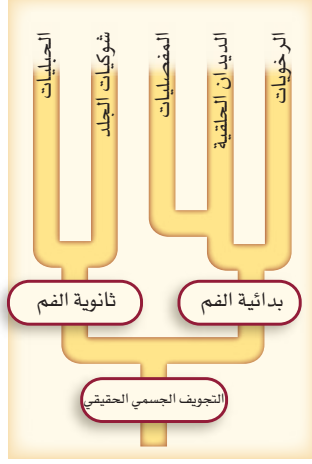 الرخويات
الديدان الحلقية
المفصليات
شوكيات الجلد
الحبليات
بدائية الفم
ثانوية الفم
التجويف الجسمي الحقيقي